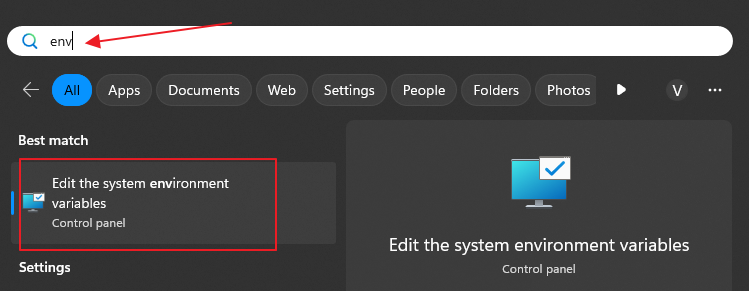 env
All
Apps
Documents
Web
Settings
People
Folders
Photos
V
Best match
Edit the system environment
variables
Control panel
Settings
Edit the system environment variables
Control panel